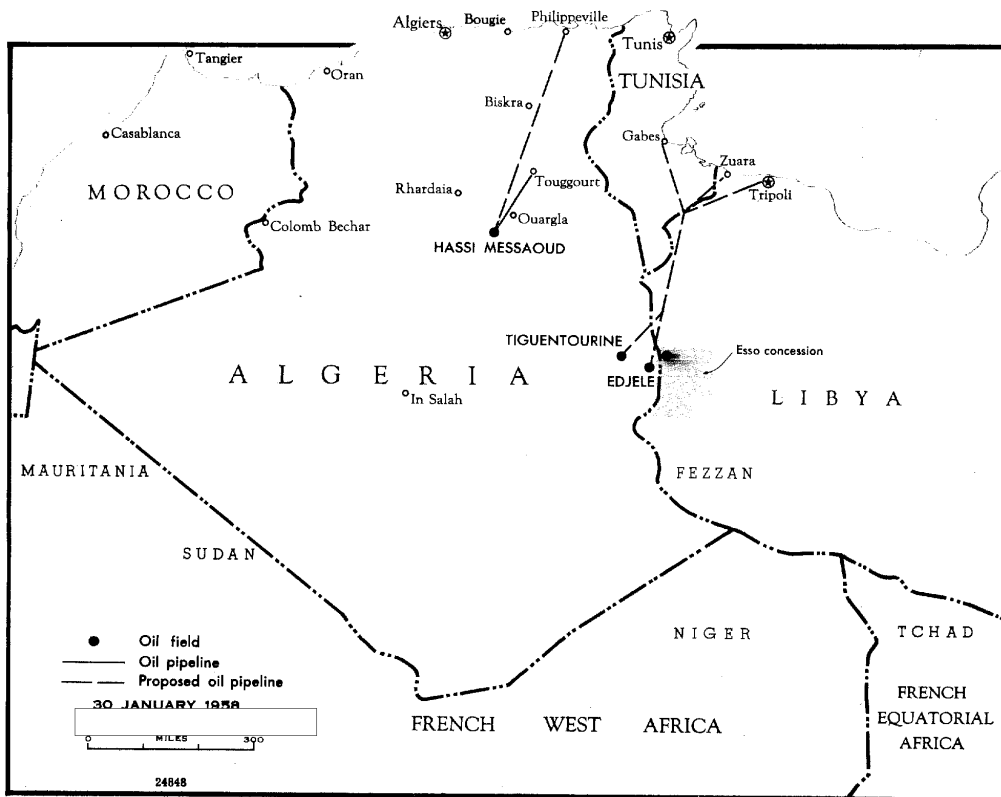 Algiers
Bougie
Philippeville
Tangier
Oran
Tunis
TUNISIA
Biskra
Casablanca
Gabes
Zuara
MOROCCO
Rhardaia
Touggourt
Tripoli
Colomb Bechar
Ouargla
HASSI MESSAOUD
TIGUENTOURINE
Esso concession
ALGERIA
EDJELE
In Salah
LIBYA
MAURITANIA
FEZZAN
SUDAN
NIGER
TCHAD
Oil field
Oil pipeline
Proposed oil pipeline
30 JANUARY 1958
FRENCH WEST AFRICA
FRENCH
EQUATORIAL
AFRICA
0 MILES 300
24848